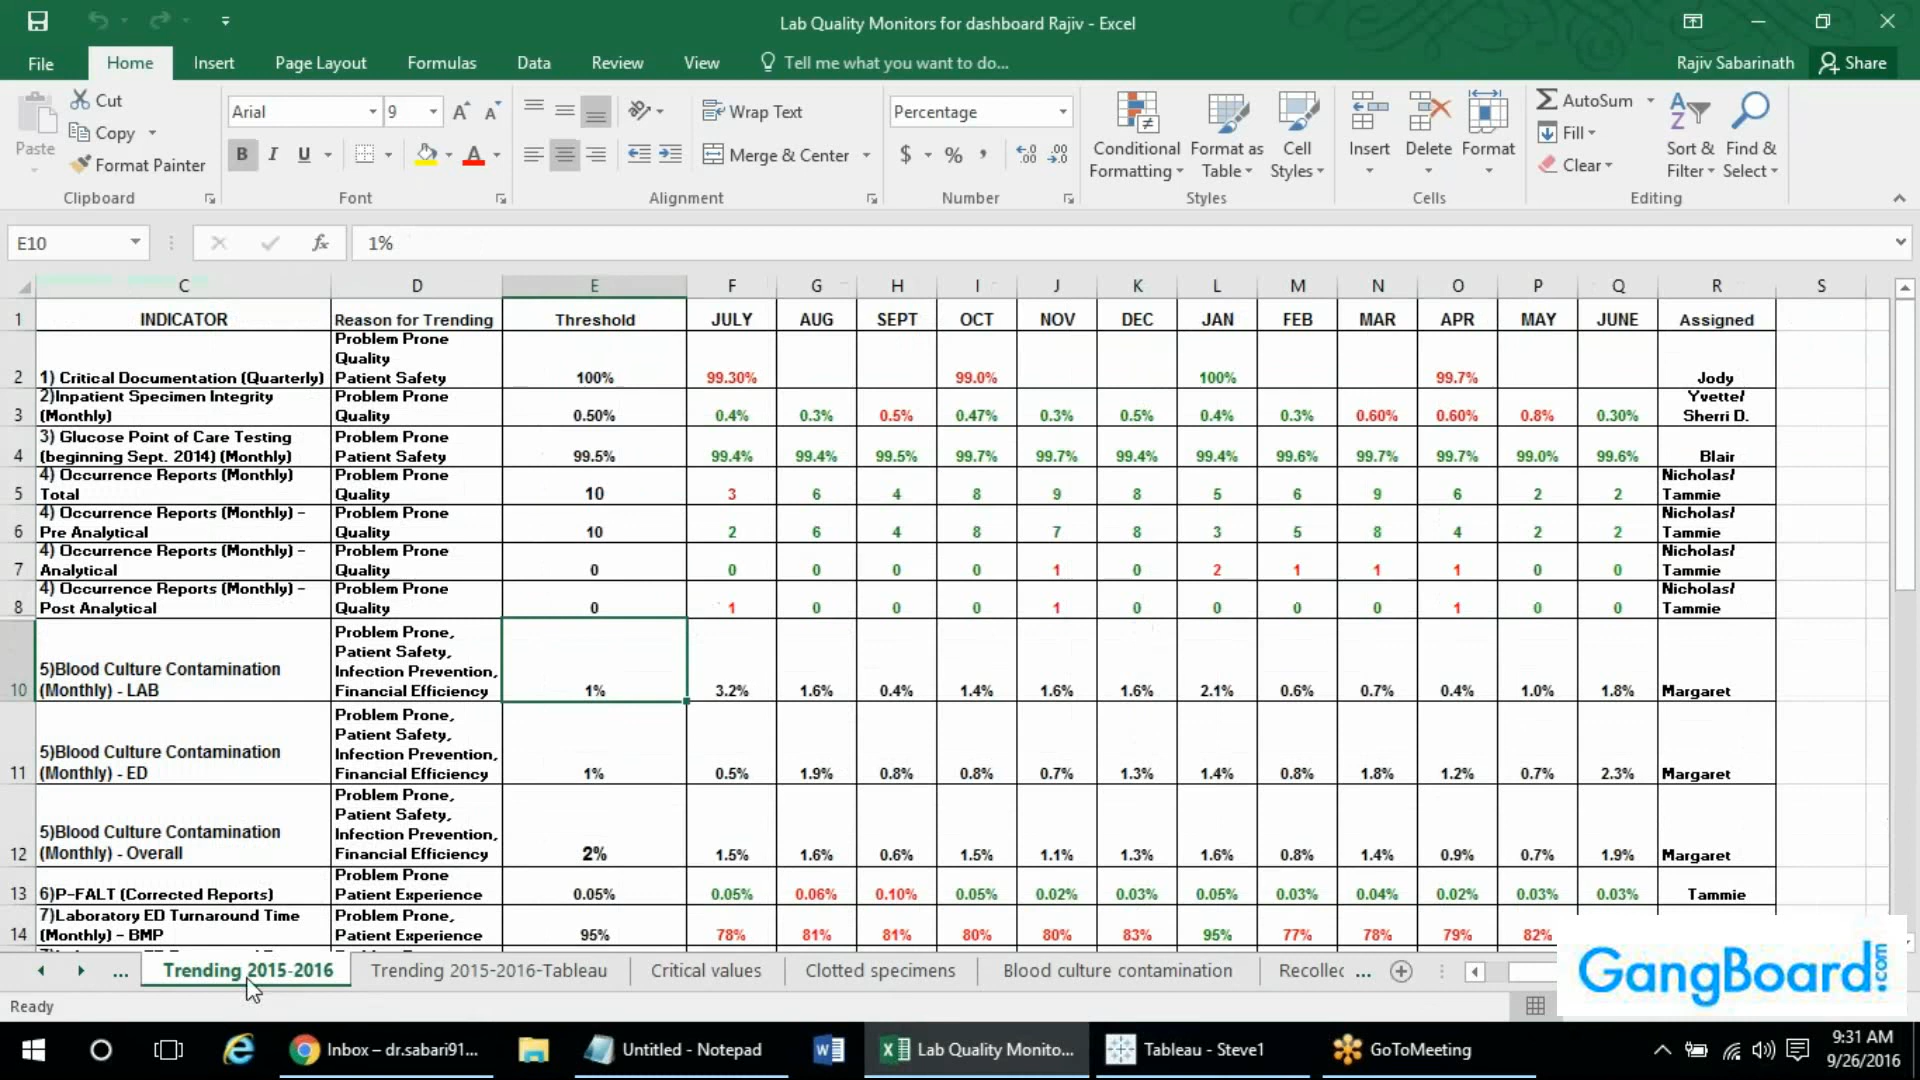 Lab Quality Monitors for dashboard Rajiv - Excel
File Home Insert Page Layout Formulas Data Review View Tell me what you want to do... Rajiv Sabarinath Share
Paste Cut Copy Format Painter Clipboard
Arial 9 B I U Font
Wrap Text Merge & Center Alignment
Percentage $ % , Number
Conditional Formatting Format as Table Cell Styles Styles
Insert Delete Format Cells
AutoSum Fill Clear Sort & Filter Find & Select Editing
E10 fx 1%
C D E F G H I J K L M N O P Q R S
1 INDICATOR Reason for Trending Threshold JULY AUG SEPT OCT NOV DEC JAN FEB MAR APR MAY JUNE Assigned
2 1) Critical Documentation (Quarterly) Problem Prone Quality Patient Safety 100% 99.30% 99.0% 100% 99.7% Jody
3 2)Inpatient Specimen Integrity (Monthly) Problem Prone Quality 0.50% 0.4% 0.3% 0.5% 0.47% 0.3% 0.5% 0.4% 0.3% 0.60% 0.60% 0.8% 0.30% Yvette/ Sherri D.
4 3) Glucose Point of Care Testing (beginning Sept. 2014) (Monthly) Problem Prone Patient Safety 99.5% 99.4% 99.4% 99.5% 99.7% 99.7% 99.4% 99.4% 99.6% 99.7% 99.7% 99.0% 99.6% Blair
5 4) Occurrence Reports (Monthly) Total Problem Prone Quality 10 3 6 4 8 9 8 5 6 9 6 2 2 Nicholas/ Tammie
6 4) Occurrence Reports (Monthly) - Pre Analytical Problem Prone Quality 10 2 6 4 8 7 8 3 5 8 4 2 2 Nicholas/ Tammie
7 4) Occurrence Reports (Monthly) - Analytical Problem Prone Quality 0 0 0 0 0 1 0 2 1 1 1 0 0 Nicholas/ Tammie
8 4) Occurrence Reports (Monthly) - Post Analytical Problem Prone Quality 0 1 0 0 0 1 0 0 0 0 1 0 0 Nicholas/ Tammie
10 5)Blood Culture Contamination (Monthly) - LAB Problem Prone, Patient Safety, Infection Prevention, Financial Efficiency 1% 3.2% 1.6% 0.4% 1.4% 1.6% 1.6% 2.1% 0.6% 0.7% 0.4% 1.0% 1.8% Margaret
11 5)Blood Culture Contamination (Monthly) - ED Problem Prone, Patient Safety, Infection Prevention, Financial Efficiency 1% 0.5% 1.9% 0.8% 0.8% 0.7% 1.3% 1.4% 0.8% 1.8% 1.2% 0.7% 2.3% Margaret
12 5)Blood Culture Contamination (Monthly) - Overall Problem Prone, Patient Safety, Infection Prevention, Financial Efficiency 2% 1.5% 1.6% 0.6% 1.5% 1.1% 1.3% 1.6% 0.8% 1.4% 0.9% 0.7% 1.9% Margaret
13 6)P-FALT (Corrected Reports) Problem Prone Patient Experience 0.05% 0.05% 0.06% 0.10% 0.05% 0.02% 0.03% 0.05% 0.03% 0.04% 0.02% 0.03% 0.03% Tammie
14 7)Laboratory ED Turnaround Time (Monthly) - BMP Problem Prone, Patient Experience 95% 78% 81% 81% 80% 80% 83% 95% 77% 78% 79% 82%
... Trending 2015-2016 Trending 2015-2016-Tableau Critical values Clotted specimens Blood culture contamination Recollec ...
GangBoard.com
Ready
Inbox - dr.sabari91... Untitled - Notepad Lab Quality Monito... Tableau - Steve1 GoToMeeting 9:31 AM
9/26/2016